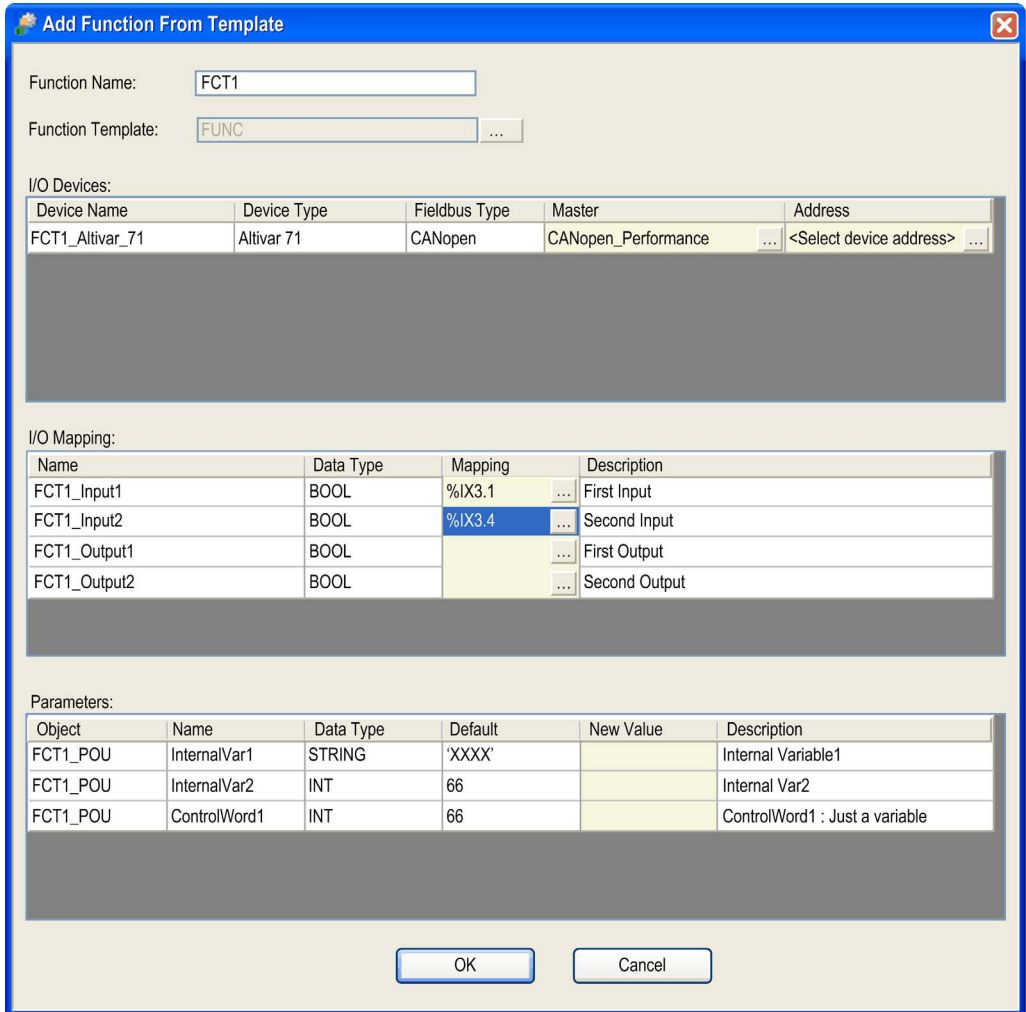 Add Function From Template
Function Name: FCT1
Function Template: FUNC ...
I/O Devices:
Device Name Device Type Fieldbus Type Master Address
FCT1_Altivar_71 Altivar 71 CANopen CANopen_Performance ... <Select device address> ...
I/O Mapping:
Name Data Type Mapping Description
FCT1_Input1 BOOL %IX3.1 ... First Input
FCT1_Input2 BOOL %IX3.4 ... Second Input
FCT1_Output1 BOOL ... First Output
FCT1_Output2 BOOL ... Second Output
Parameters:
Object Name Data Type Default New Value Description
FCT1_POU InternalVar1 STRING ‘XXXX’ Internal Variable1
FCT1_POU InternalVar2 INT 66 Internal Var2
FCT1_POU ControlWord1 INT 66 ControlWord1 : Just a variable
OK Cancel